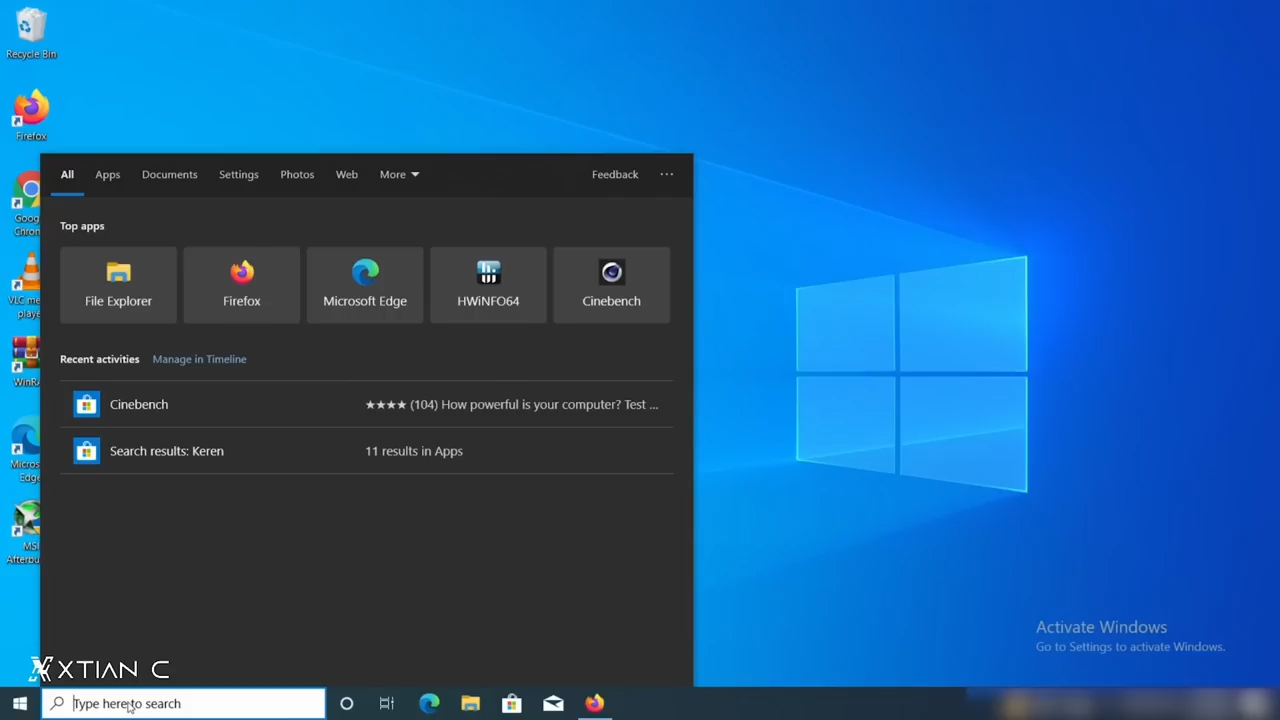 Recycle Bin
Firefox
Goog
Chron
VLC me
playe
WinRA
Micros
Edge
MSI
Afterbu
All Apps Documents Settings Photos Web More Feedback ...
Top apps
File Explorer Firefox Microsoft Edge HWiNFO64 Cinebench
Recent activities Manage in Timeline
Cinebench ★★★★ (104) How powerful is your computer? Test ...
Search results: Keren 11 results in Apps
Activate Windows
Go to Settings to activate Windows.
XTIAN C
Type here to search